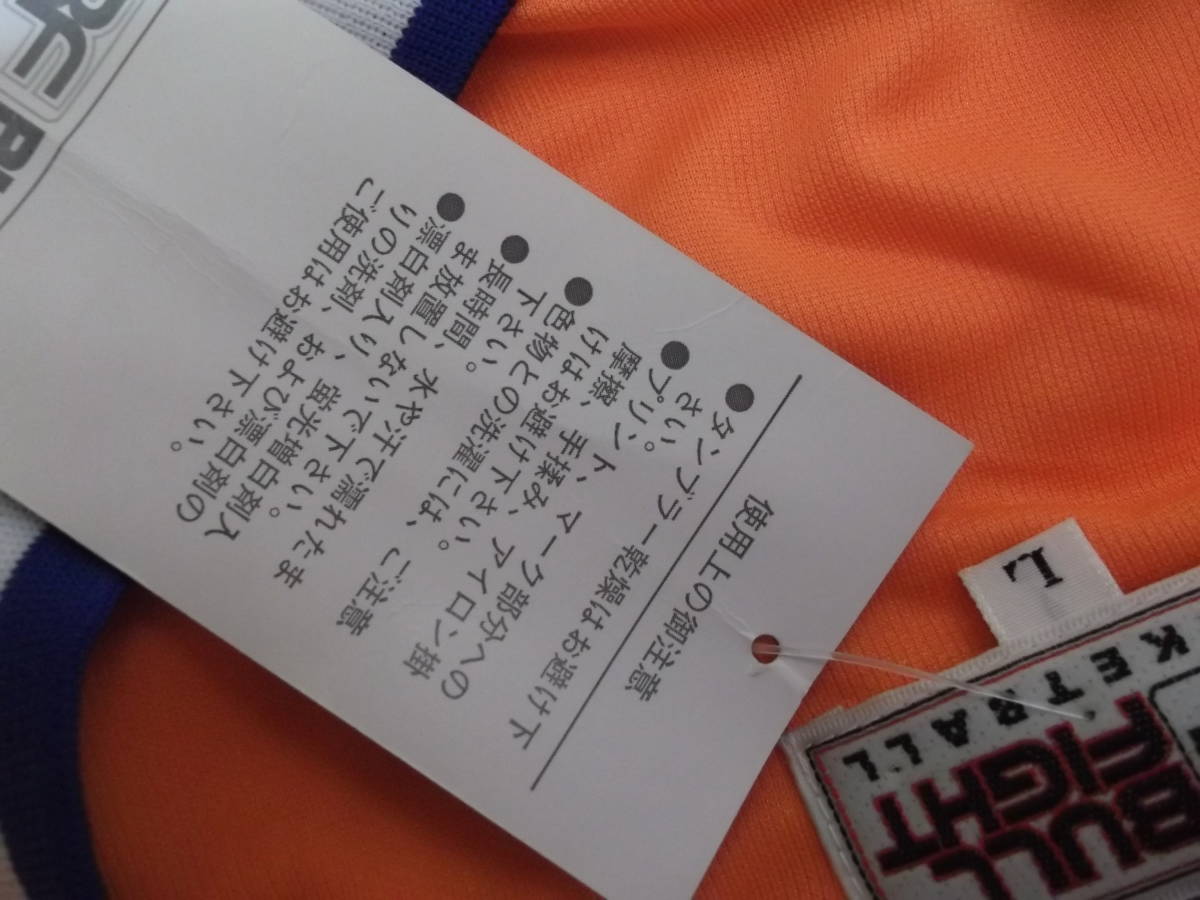 使用上の御注意
●タンブラー乾燥はお避け下
さい。
●プリント、マーク部分への
摩擦、手揉み、アイロン掛
けはお避け下さい。
●色物との洗濯には、ご注意
下さい。
●長時間、水や汗で濡れたま
ま放置しないで下さい。
●漂白剤入り、蛍光増白剤入
りの洗剤、および漂白剤の
ご使用はお避け下さい。
L
BULL
FIGHT
KETBALL